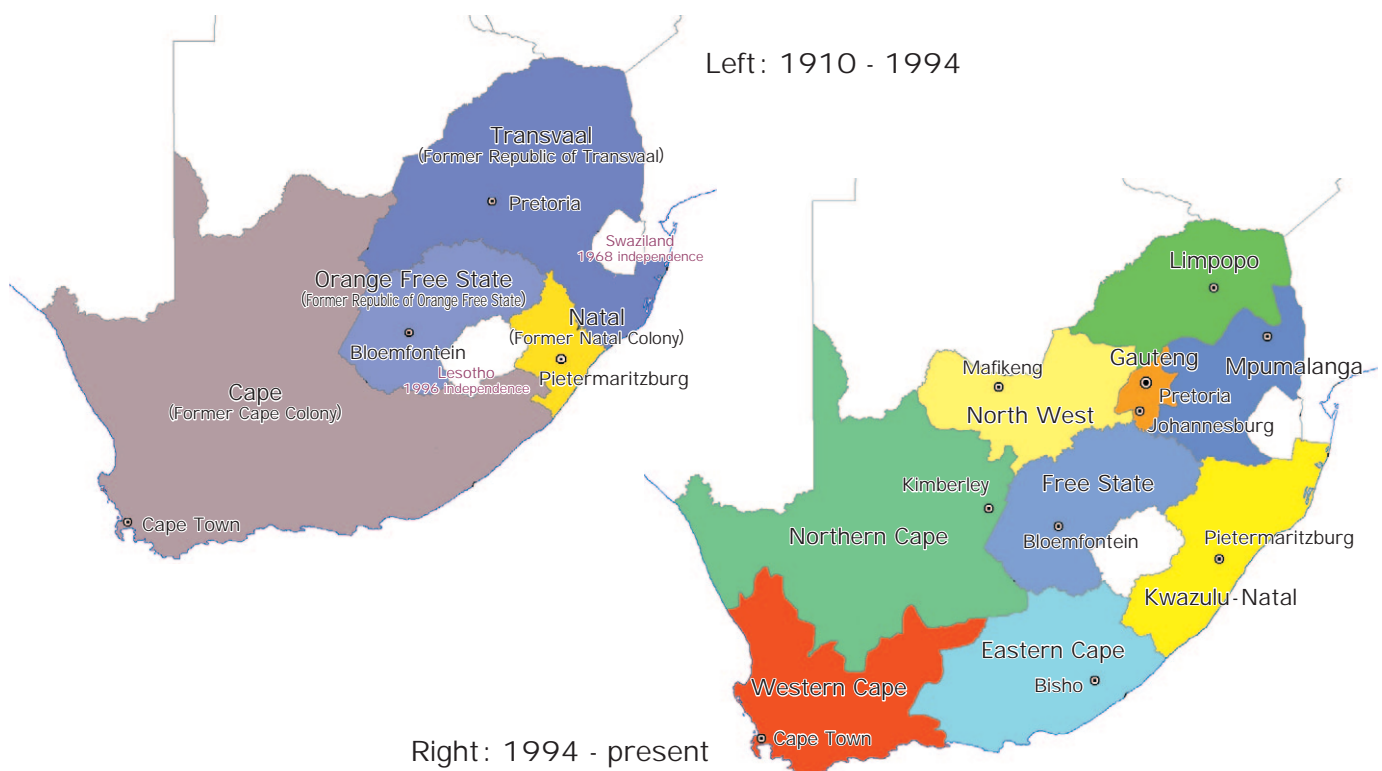 Left: 1910 - 1994
Transvaal
(Former Republic of Transvaal)
Pretoria
Swaziland
1968 independence
Orange Free State
(Former Republic of Orange Free State)
Natal
(Former Natal Colony)
Bloemfontein
Lesotho
1996 independence
Pietermaritzburg
Cape
(Former Cape Colony)
Cape Town
Limpopo
Mafikeng
Gauteng
Mpumalanga
Pretoria
North West
Johannesburg
Kimberley
Free State
Northern Cape
Bloemfontein
Pietermaritzburg
Kwazulu-Natal
Eastern Cape
Bisho
Western Cape
Cape Town
Right: 1994 - present